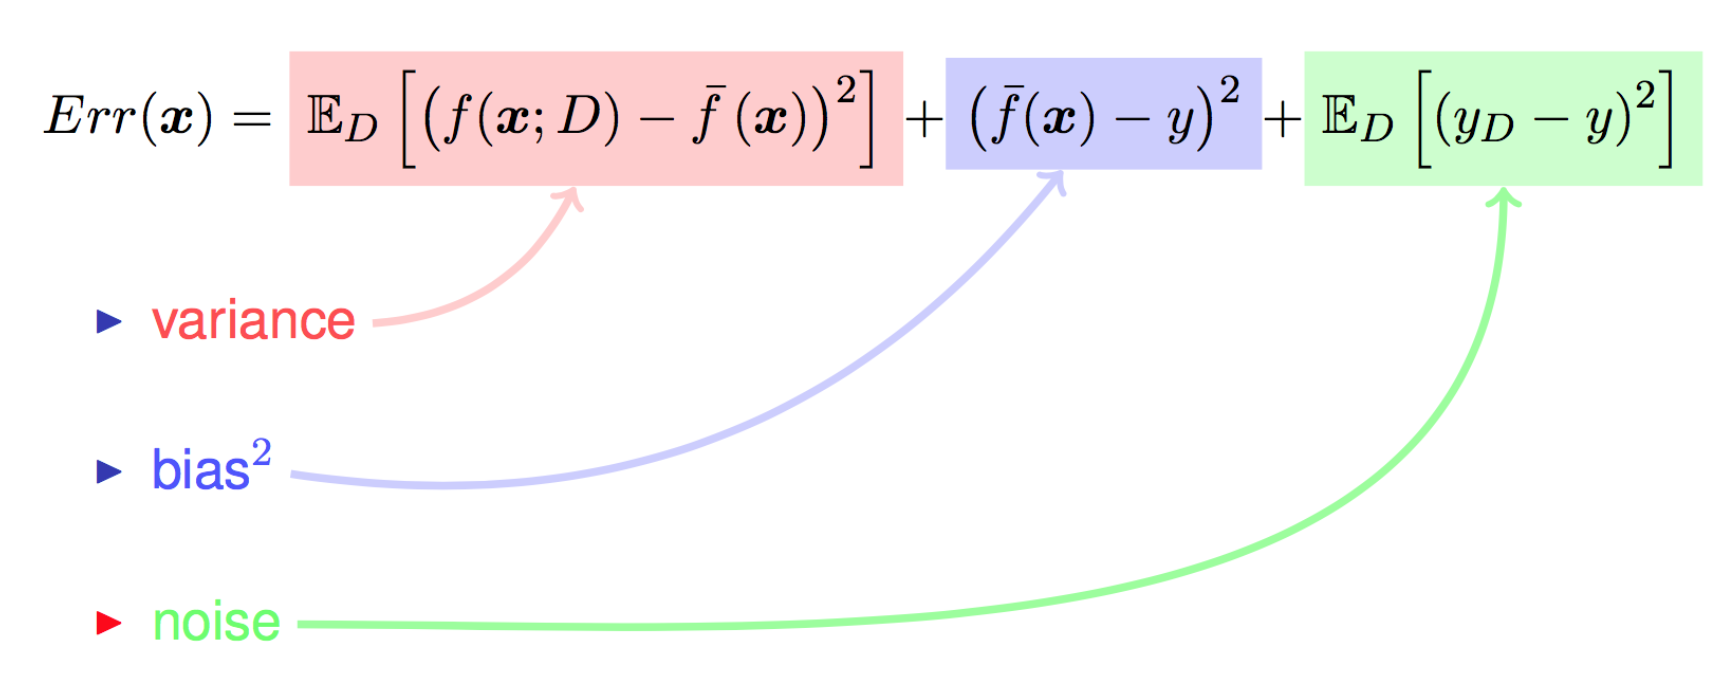 Err(𝒙) = 𝔼_D [(f(𝒙; D) − f̄ (𝒙))²] + (f̄(𝒙) − y)² + 𝔼_D [(y_D − y)²]
▶ variance
▶ bias²
▶ noise